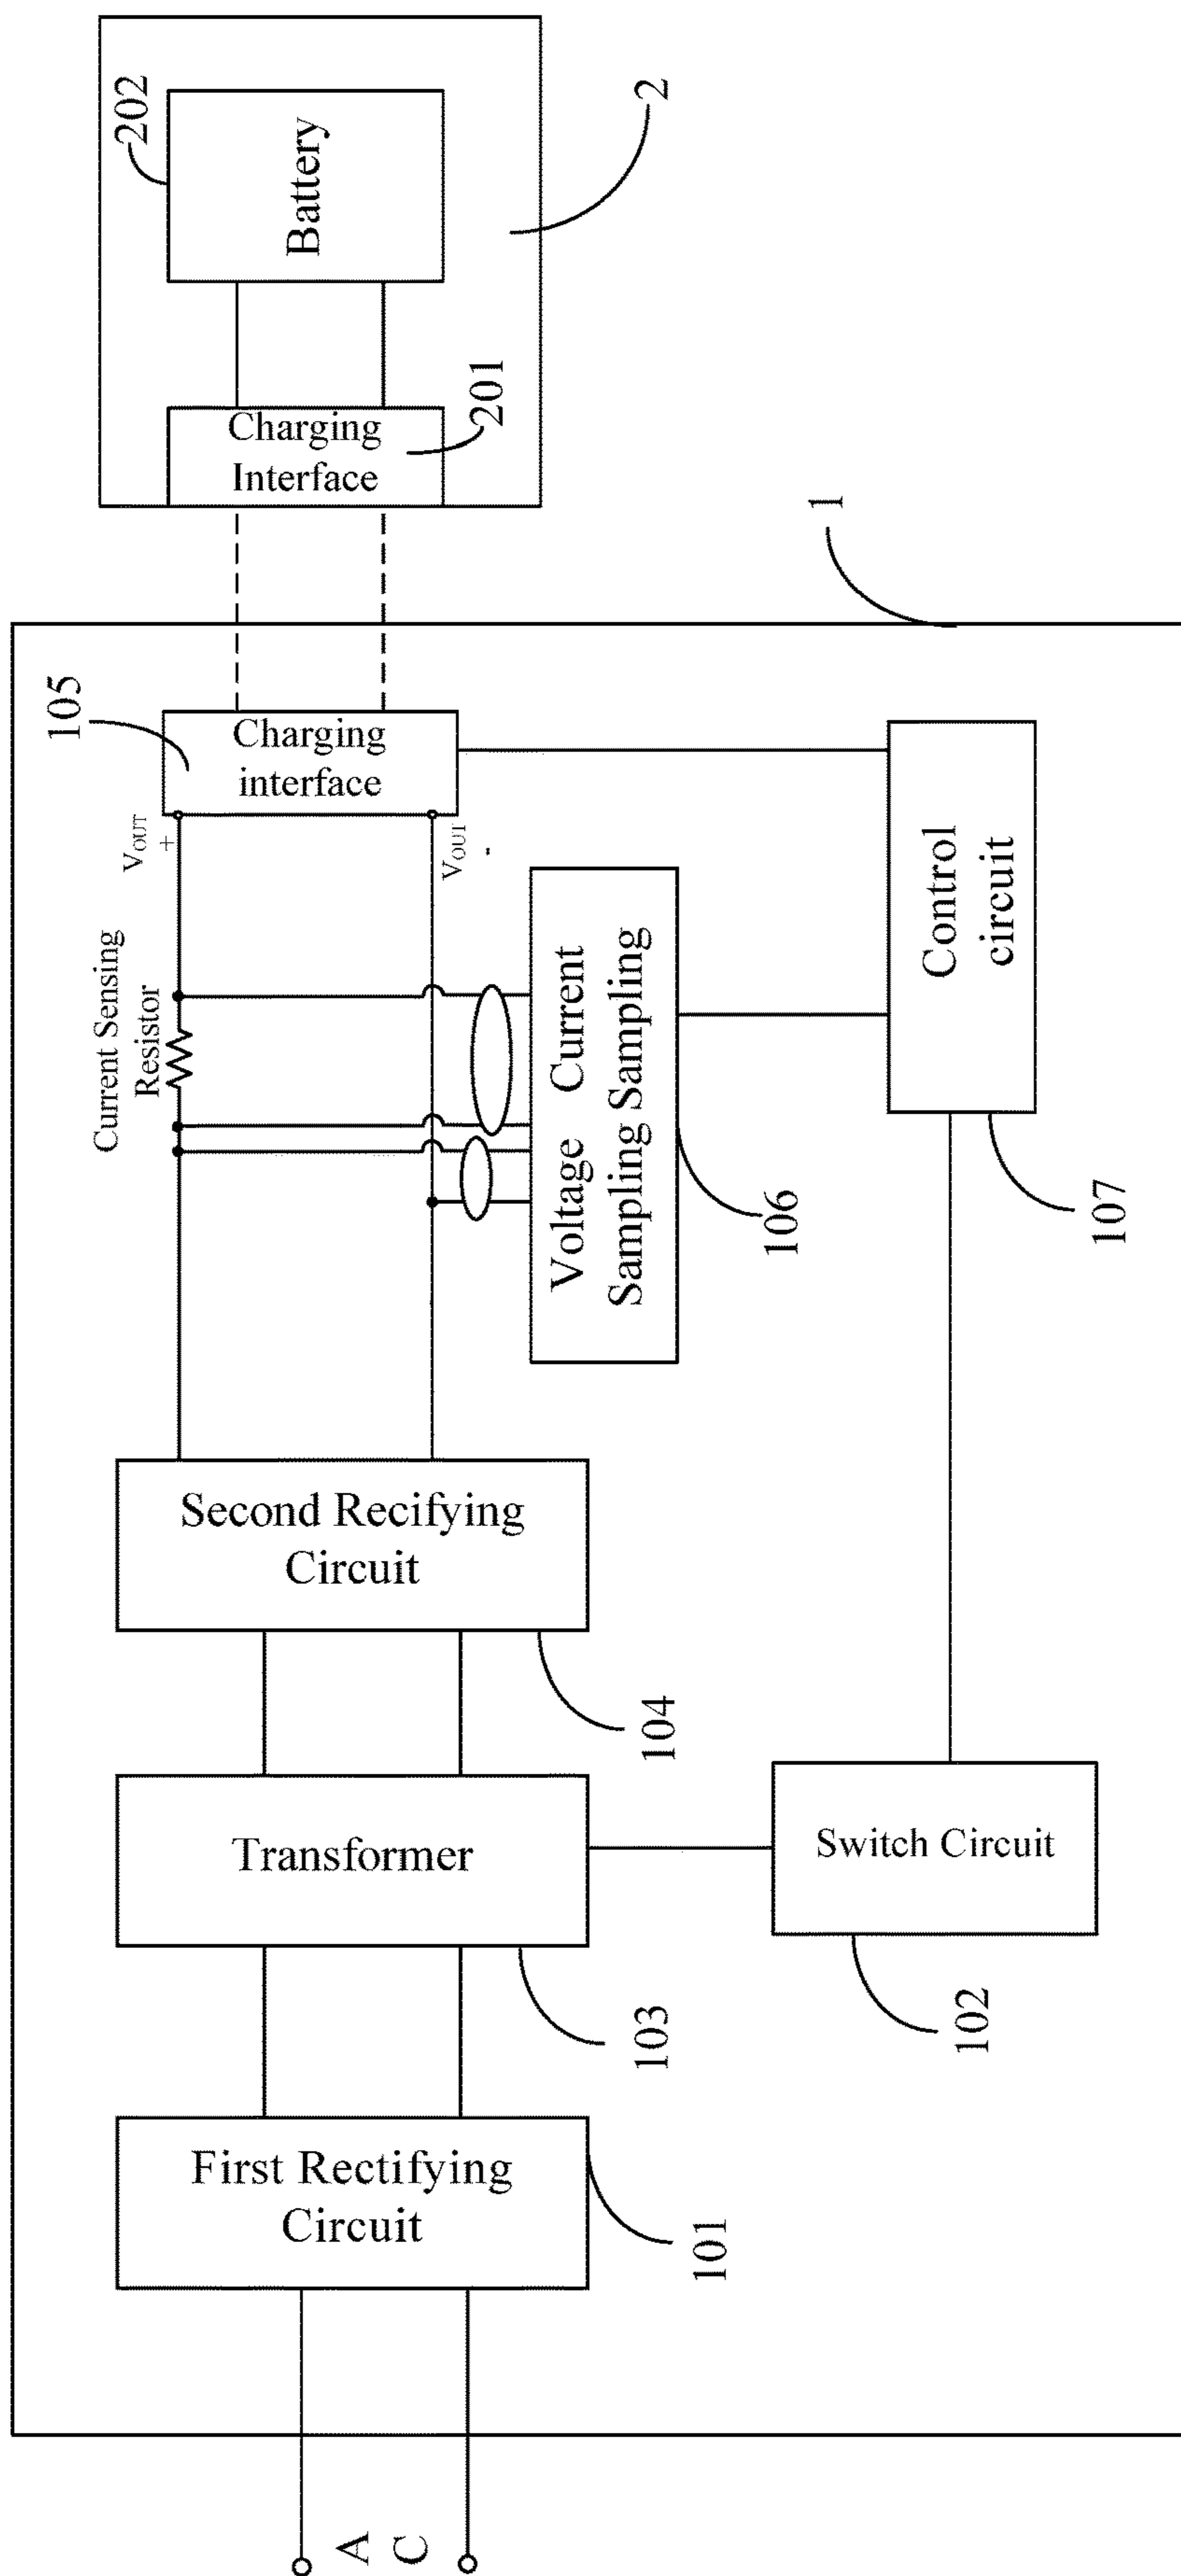 202
Battery
2
Charging
Interface
201
1
105
Charging
interface
VOUT
+
VOUT
-
Current Sensing
Resistor
Voltage Current
Sampling Sampling
106
Control
circuit
107
Second Recifying
Circuit
104
Transformer
103
Switch Circuit
102
First Rectifying
Circuit
101
A
C